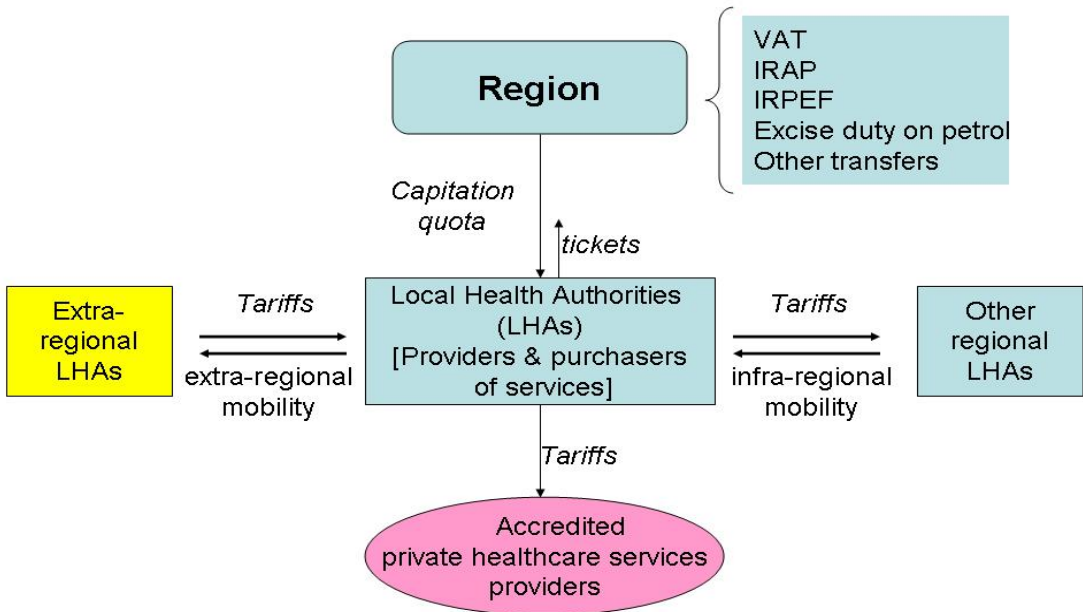 Region
VAT
IRAP
IRPEF
Excise duty on petrol
Other transfers
Capitation
quota
tickets
Extra-
regional
LHAs
Tariffs
extra-regional
mobility
Local Health Authorities
(LHAs)
[Providers & purchasers
of services]
Tariffs
infra-regional
mobility
Other
regional
LHAs
Tariffs
Accredited
private healthcare services
providers